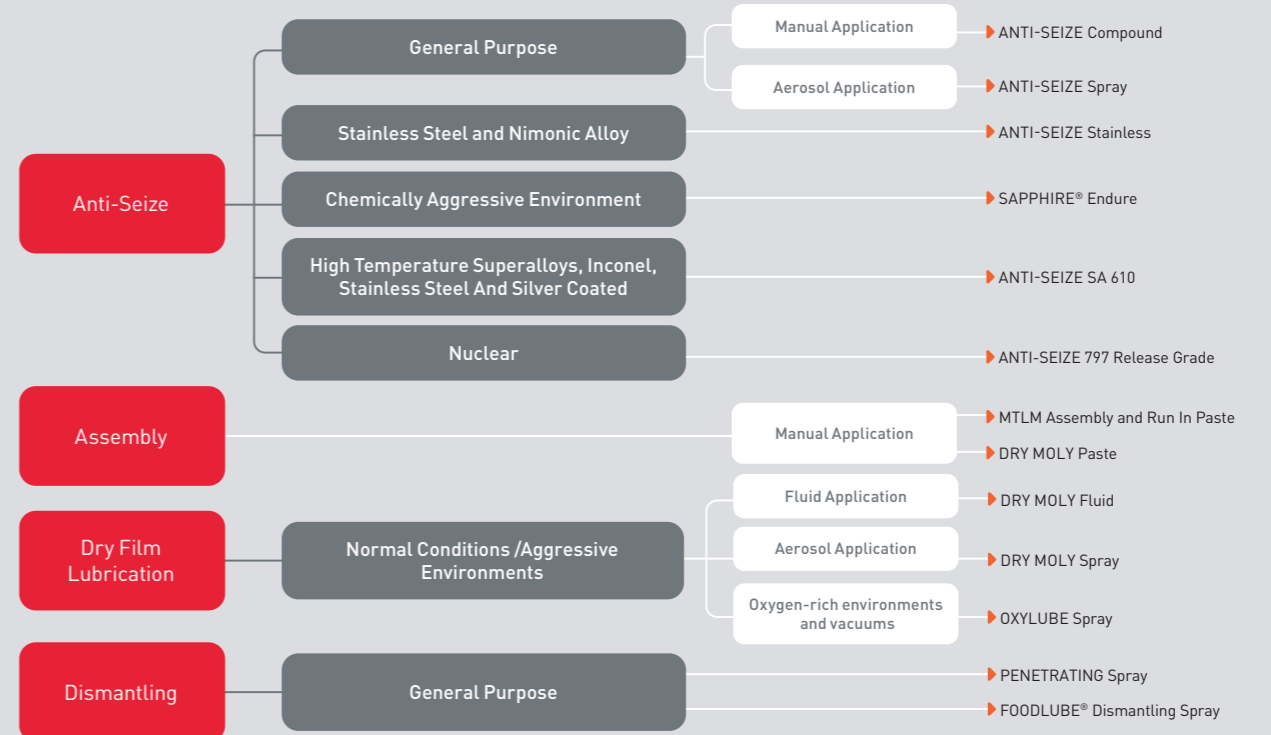 Anti-Seize
General Purpose
Manual Application
ANTI-SEIZE Compound
Aerosol Application
ANTI-SEIZE Spray
Stainless Steel and Nimonic Alloy
ANTI-SEIZE Stainless
Chemically Aggressive Environment
SAPPHIRE® Endure
High Temperature Superalloys, Inconel,
Stainless Steel And Silver Coated
ANTI-SEIZE SA 610
Nuclear
ANTI-SEIZE 797 Release Grade
Assembly
Manual Application
MTLM Assembly and Run In Paste
DRY MOLY Paste
Dry Film
Lubrication
Normal Conditions /Aggressive
Environments
Fluid Application
DRY MOLY Fluid
Aerosol Application
DRY MOLY Spray
Oxygen-rich environments
and vacuums
OXYLUBE Spray
Dismantling
General Purpose
PENETRATING Spray
FOODLUBE® Dismantling Spray